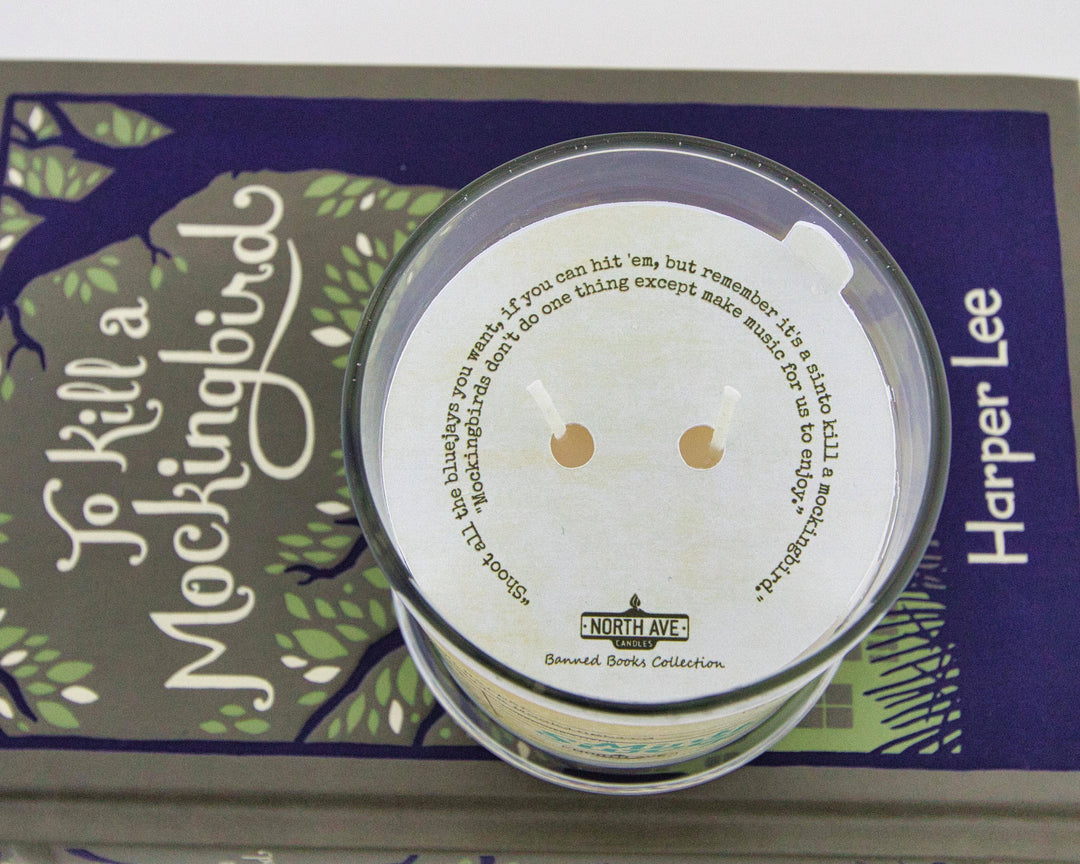 To Kill a
Mockingbird
Harper Lee
"Shoot all the bluejays you want, if you can hit 'em, but remember it's a sinto kill a mockingbird."
"Mockingbirds don't do one thing except make music for us to enjoy."
NORTH AVE
CANDLES
Banned Books Collection